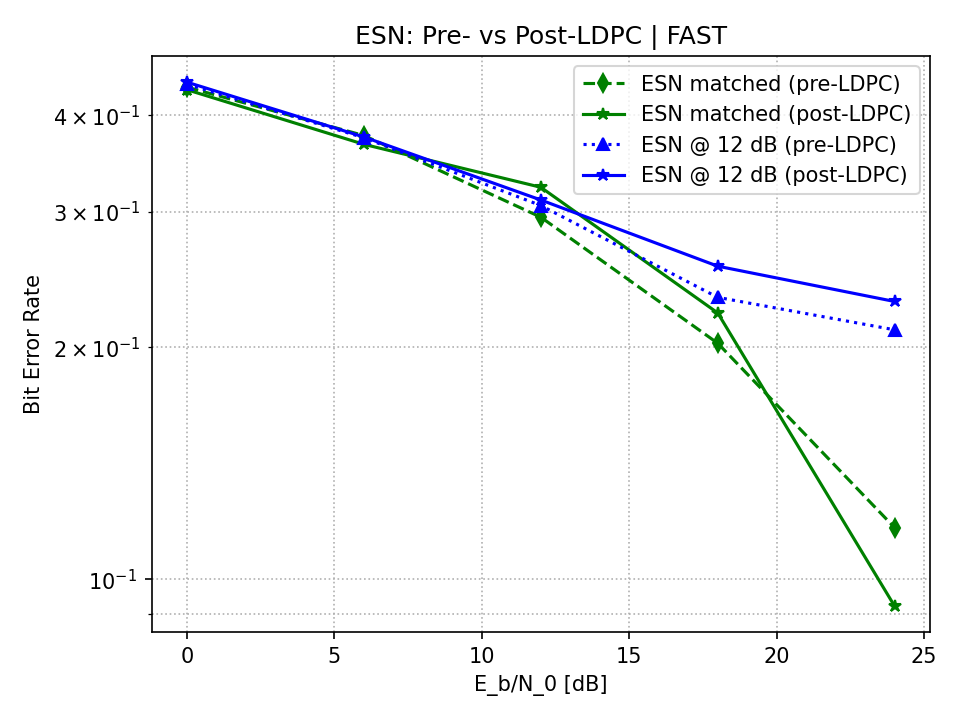 ESN: Pre- vs Post-LDPC | FAST
ESN matched (pre-LDPC)
ESN matched (post-LDPC)
ESN @ 12 dB (pre-LDPC)
ESN @ 12 dB (post-LDPC)
Bit Error Rate
4 × 10⁻¹
3 × 10⁻¹
2 × 10⁻¹
10⁻¹
0 5 10 15 20 25
E_b/N_0 [dB]